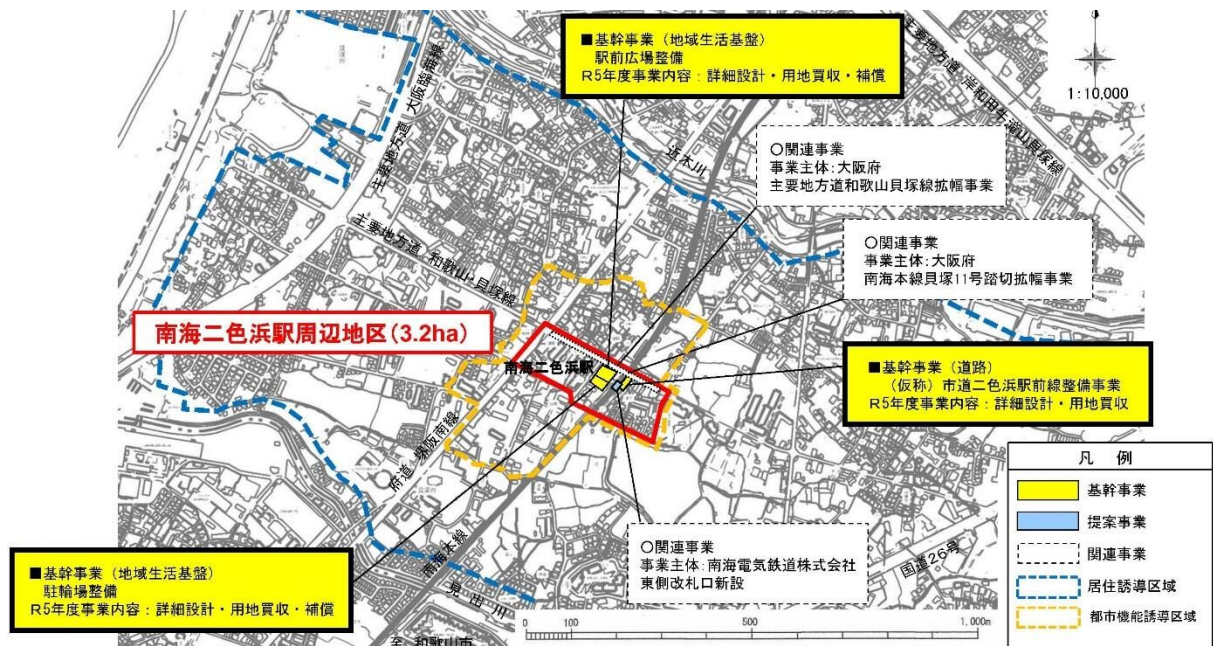 ■基幹事業（地域生活基盤）
駅前広場整備
R5年度事業内容：詳細設計・用地買収・補償
主要地方道 岸和田牛滝山貝塚線
1:10,000
主要地方道 大阪臨海線
近木川
○関連事業
事業主体：大阪府
主要地方道和歌山貝塚線拡幅事業
○関連事業
事業主体：大阪府
南海本線貝塚11号踏切拡幅事業
主要地方道 和歌山・貝塚線
南海二色浜駅周辺地区（3.2ha）
南海二色浜駅
■基幹事業（道路）
（仮称）市道二色浜駅前線整備事業
R5年度事業内容：詳細設計・用地買収
府道 堺阪南線
凡 例
基幹事業
提案事業
関連事業
居住誘導区域
都市機能誘導区域
○関連事業
事業主体：南海電気鉄道株式会社
東側改札口新設
国道26号
■基幹事業（地域生活基盤）
駐輪場整備
R5年度事業内容：詳細設計・用地買収・補償
南海本線
見出川
至 和歌山市
0 100 500 1,000m